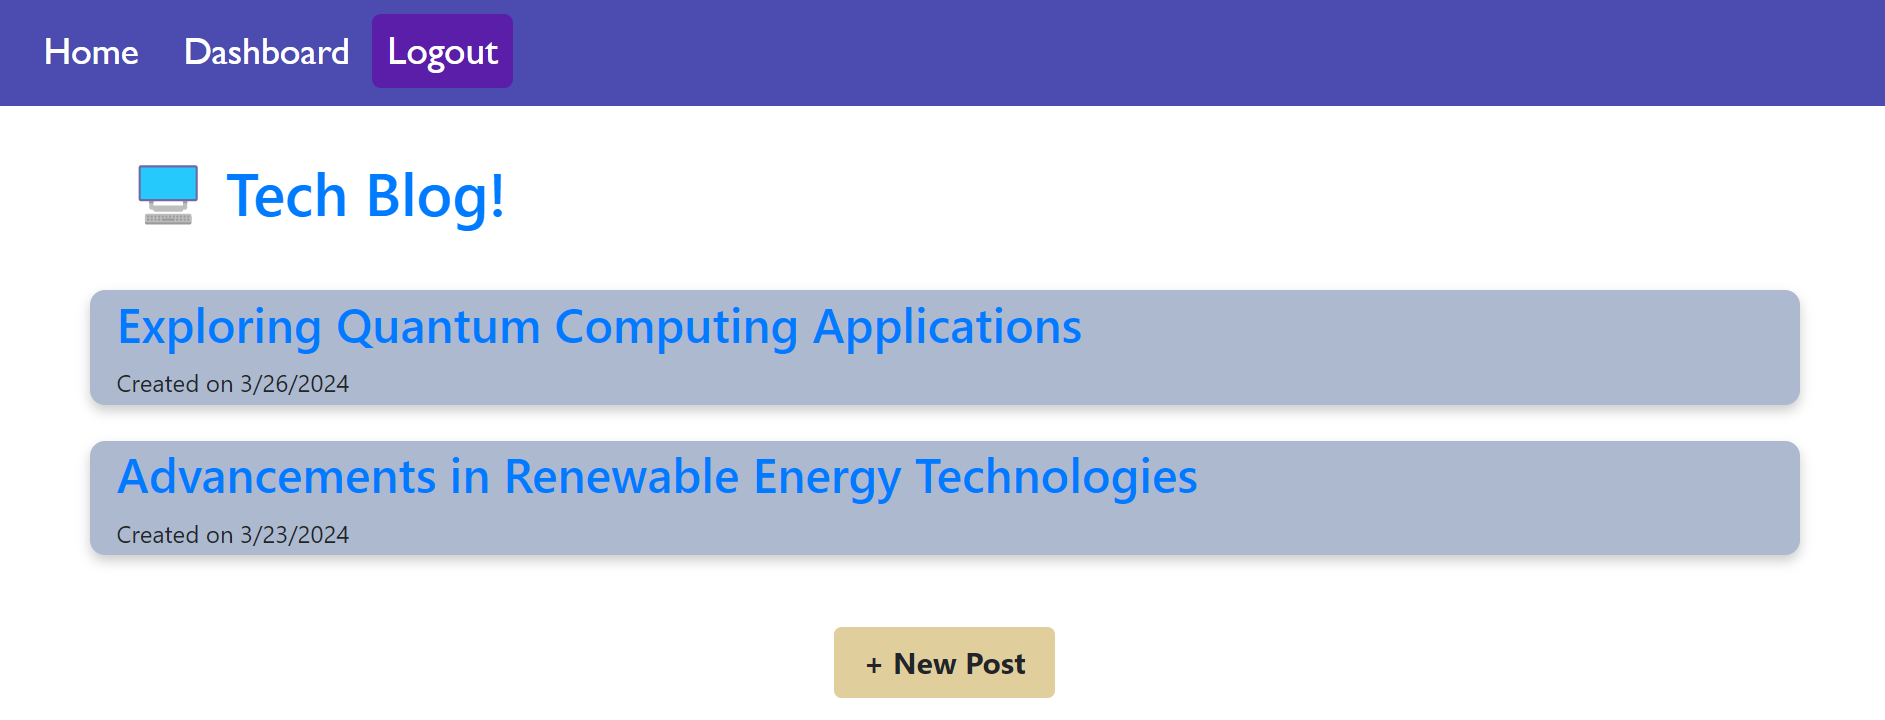 Home Dashboard Logout
Tech Blog!
Exploring Quantum Computing Applications
Created on 3/26/2024
Advancements in Renewable Energy Technologies
Created on 3/23/2024
+ New Post